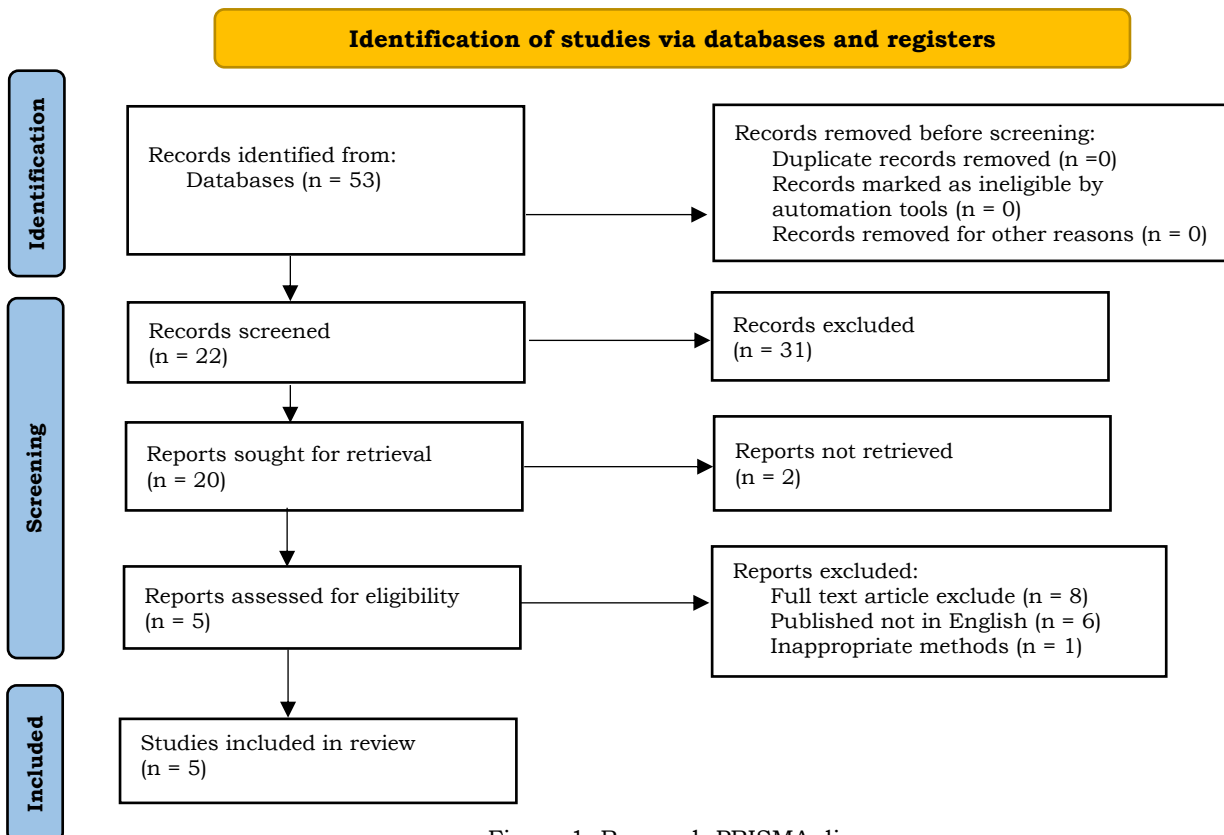 Identification of studies via databases and registers
Identification
Records identified from:
Databases (n = 53)
Records removed before screening:
Duplicate records removed (n =0)
Records marked as ineligible by
automation tools (n = 0)
Records removed for other reasons (n = 0)
Screening
Records screened
(n = 22)
Records excluded
(n = 31)
Reports sought for retrieval
(n = 20)
Reports not retrieved
(n = 2)
Reports assessed for eligibility
(n = 5)
Reports excluded:
Full text article exclude (n = 8)
Published not in English (n = 6)
Inappropriate methods (n = 1)
Included
Studies included in review
(n = 5)